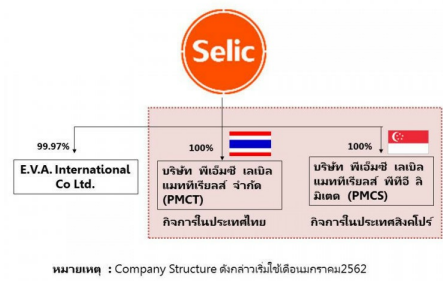 Selic
99.97%
100%
100%
E.V.A. International
Co Ltd.
บริษัท พีเอ็มซี เลเบิล
แมททีเรียลส์ จำกัด
(PMCT)
บริษัท พีเอ็มซี เลเบิล
แมททีเรียลส์ พีทีอี ลิ
มิเตด (PMCS)
กิจการในประเทศไทย
กิจการในประเทศสิงคโปร์
หมายเหตุ : Company Structure ดังกล่าวเริ่มใช้เดือนมกราคม2562